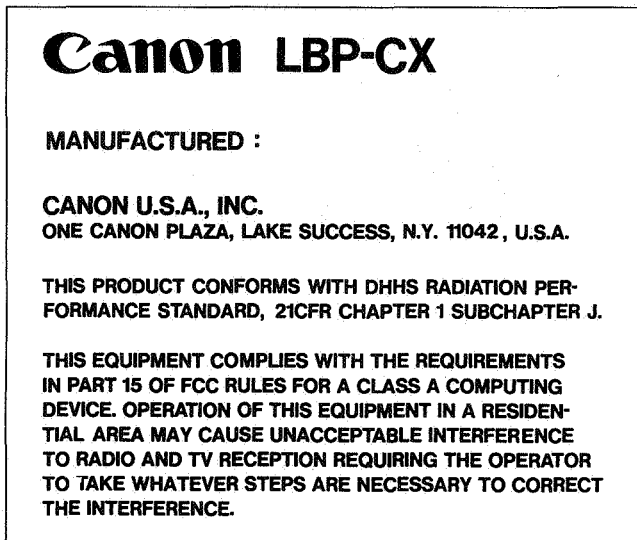 Canon LBP-CX
MANUFACTURED :
CANON U.S.A., INC.
ONE CANON PLAZA, LAKE SUCCESS, N.Y. 11042, U.S.A.
THIS PRODUCT CONFORMS WITH DHHS RADIATION PER-
FORMANCE STANDARD, 21CFR CHAPTER 1 SUBCHAPTER J.
THIS EQUIPMENT COMPLIES WITH THE REQUIREMENTS
IN PART 15 OF FCC RULES FOR A CLASS A COMPUTING
DEVICE. OPERATION OF THIS EQUIPMENT IN A RESIDEN-
TIAL AREA MAY CAUSE UNACCEPTABLE INTERFERENCE
TO RADIO AND TV RECEPTION REQUIRING THE OPERATOR
TO TAKE WHATEVER STEPS ARE NECESSARY TO CORRECT
THE INTERFERENCE.